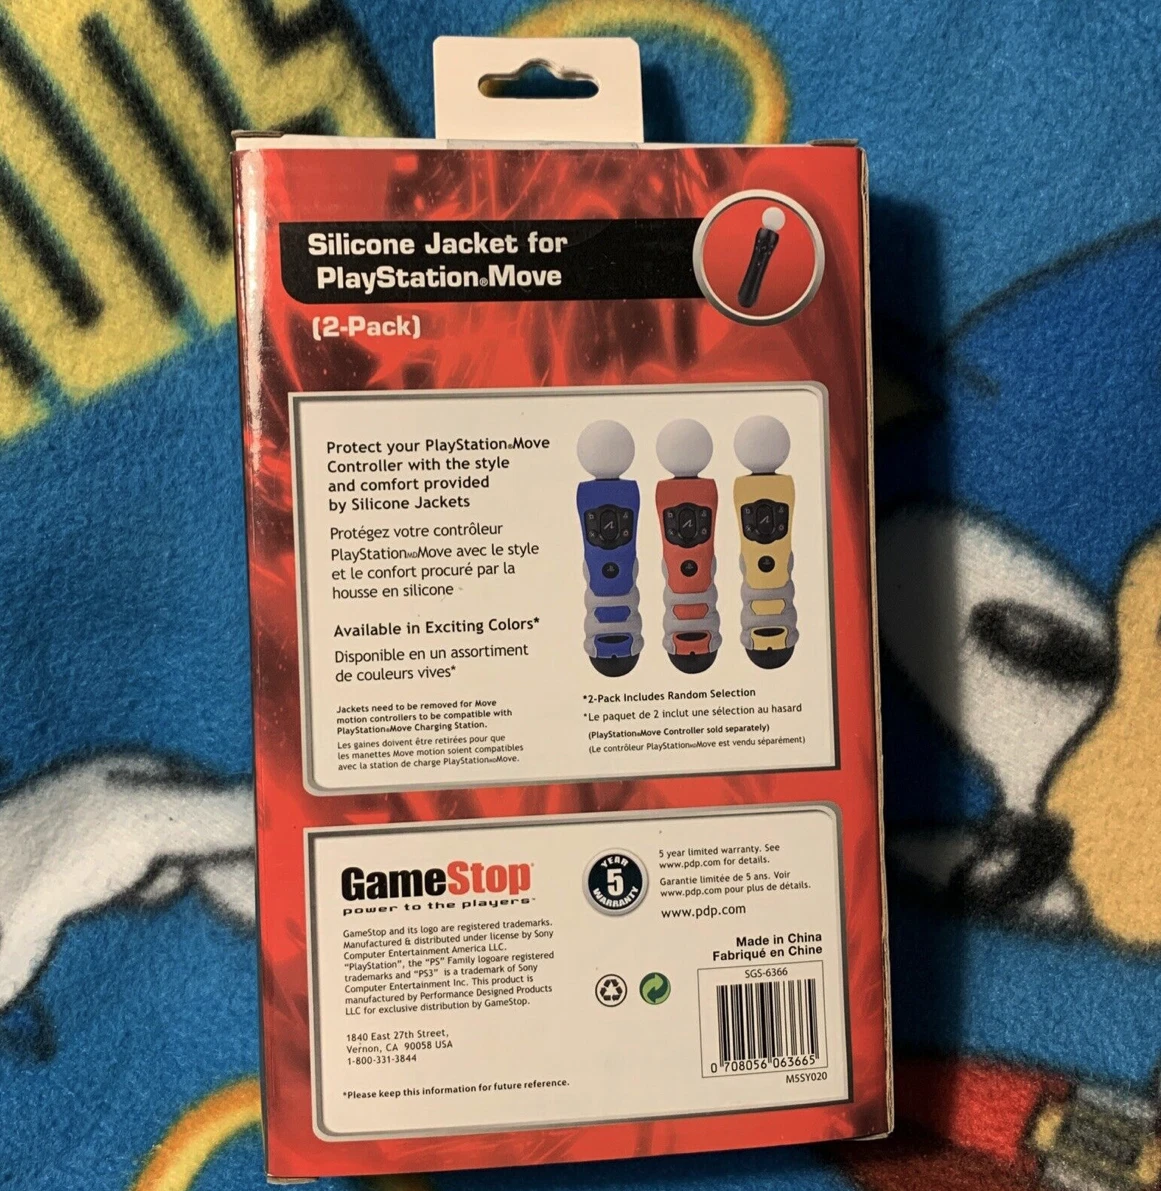 Silicone Jacket for
PlayStation®Move
(2-Pack)
Protect your PlayStation®Move
Controller with the style
and comfort provided
by Silicone Jackets
Protégez votre contrôleur
PlayStationMDMove avec le style
et le confort procuré par la
housse en silicone
Available in Exciting Colors*
Disponible en un assortiment
de couleurs vives*
Jackets need to be removed for Move
motion controllers to be compatible with
PlayStation®Move Charging Station.
Les gaines doivent être retirées pour que
les manettes Move motion soient compatibles
avec la station de charge PlayStationMDMove.
*2-Pack Includes Random Selection
*Le paquet de 2 inclut une sélection au hasard
(PlayStation®Move Controller sold separately)
(Le contrôleur PlayStationMDMove est vendu séparément)
GameStop
power to the players™
GameStop and its logo are registered trademarks.
Manufactured & distributed under license by Sony
Computer Entertainment America LLC.
"PlayStation", the "PS" Family logoare registered
trademarks and "PS3" is a trademark of Sony
Computer Entertainment Inc. This product is
manufactured by Performance Designed Products
LLC for exclusive distribution by GameStop.
1840 East 27th Street,
Vernon, CA 90058 USA
1-800-331-3844
*Please keep this information for future reference.
YEAR
5
WARRANTY
5 year limited warranty. See
www.pdp.com for details.
Garantie limitée de 5 ans. Voir
www.pdp.com pour plus de détails.
www.pdp.com
Made in China
Fabriqué en Chine
SGS-6366
0 708056 063665
M5SY020